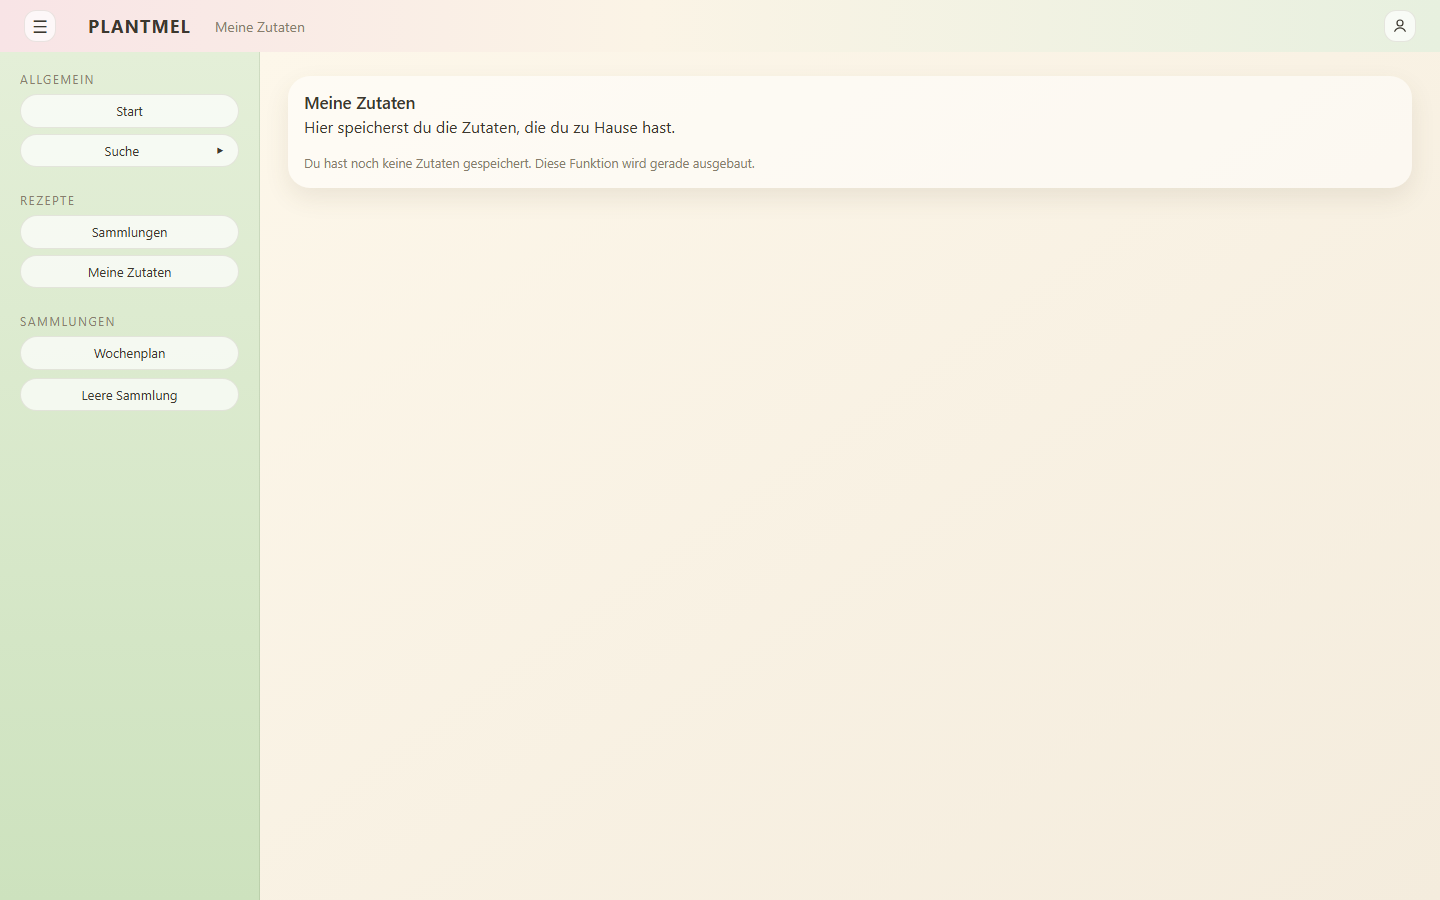 PLANTMEL
Meine Zutaten
ALLGEMEIN
Start
Suche
REZEPTE
Sammlungen
Meine Zutaten
SAMMLUNGEN
Wochenplan
Leere Sammlung
Meine Zutaten
Hier speicherst du die Zutaten, die du zu Hause hast.
Du hast noch keine Zutaten gespeichert. Diese Funktion wird gerade ausgebaut.